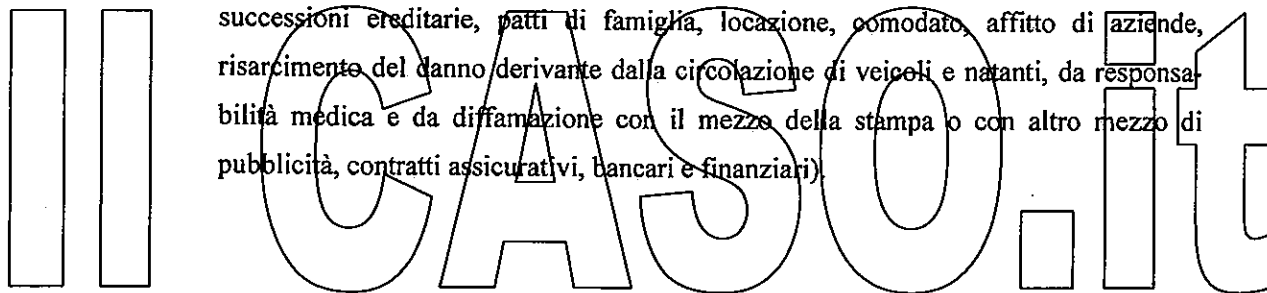 successioni ereditarie, patti di famiglia, locazione, comodato, affitto di aziende,
risarcimento del danno derivante dalla circolazione di veicoli e natanti, da responsa-
bilità medica e da diffamazione con il mezzo della stampa o con altro mezzo di
pubblicità, contratti assicurativi, bancari e finanziari).
Il CASO.it